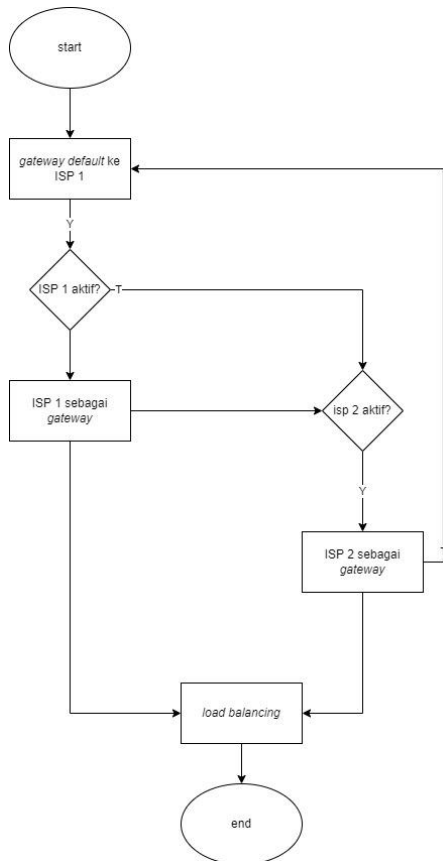 start
gateway default ke
ISP 1
Y
ISP 1 aktif?
T
ISP 1 sebagai
gateway
isp 2 aktif?
Y
ISP 2 sebagai
gateway
T
load balancing
end